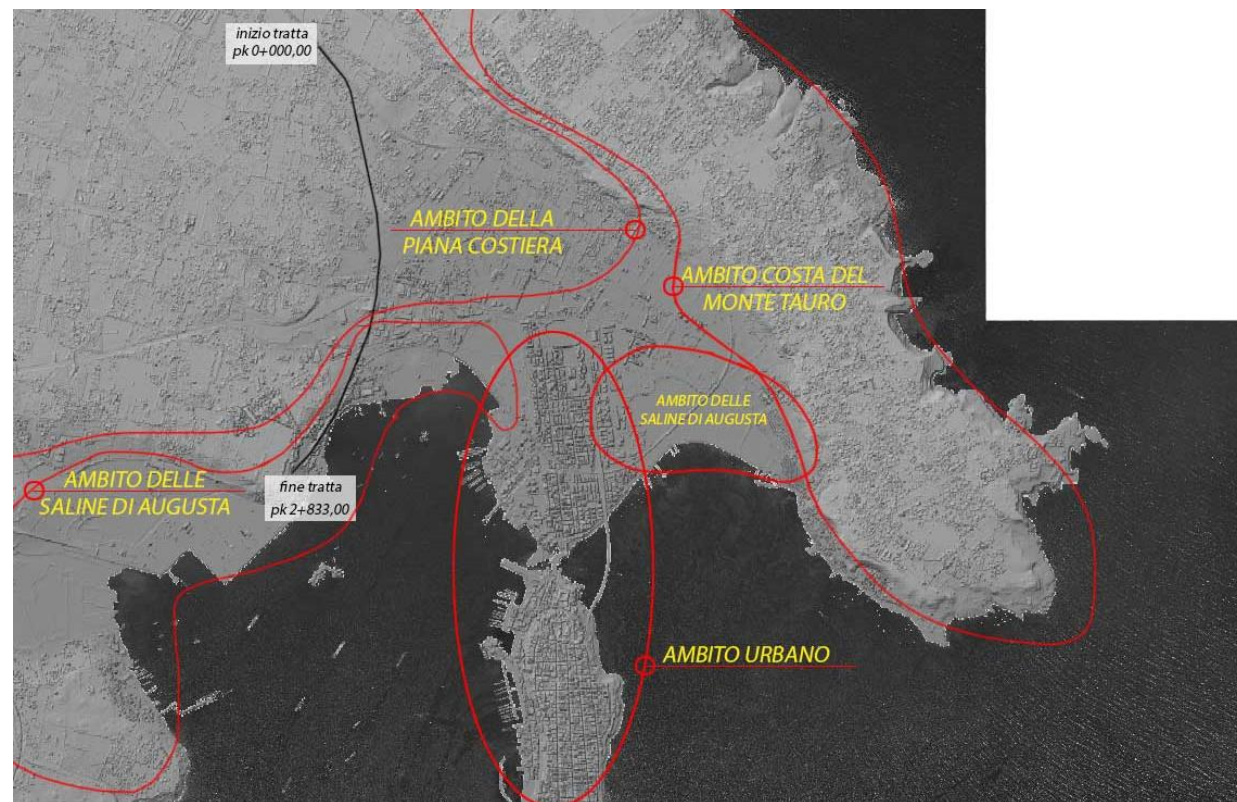 inizio tratta
pk 0+000,00
AMBITO DELLA
PIANA COSTIERA
AMBITO COSTA DEL
MONTE TAURO
AMBITO DELLE
SALINE DI AUGUSTA
AMBITO DELLE
SALINE DI AUGUSTA
fine tratta
pk 2+833,00
AMBITO URBANO